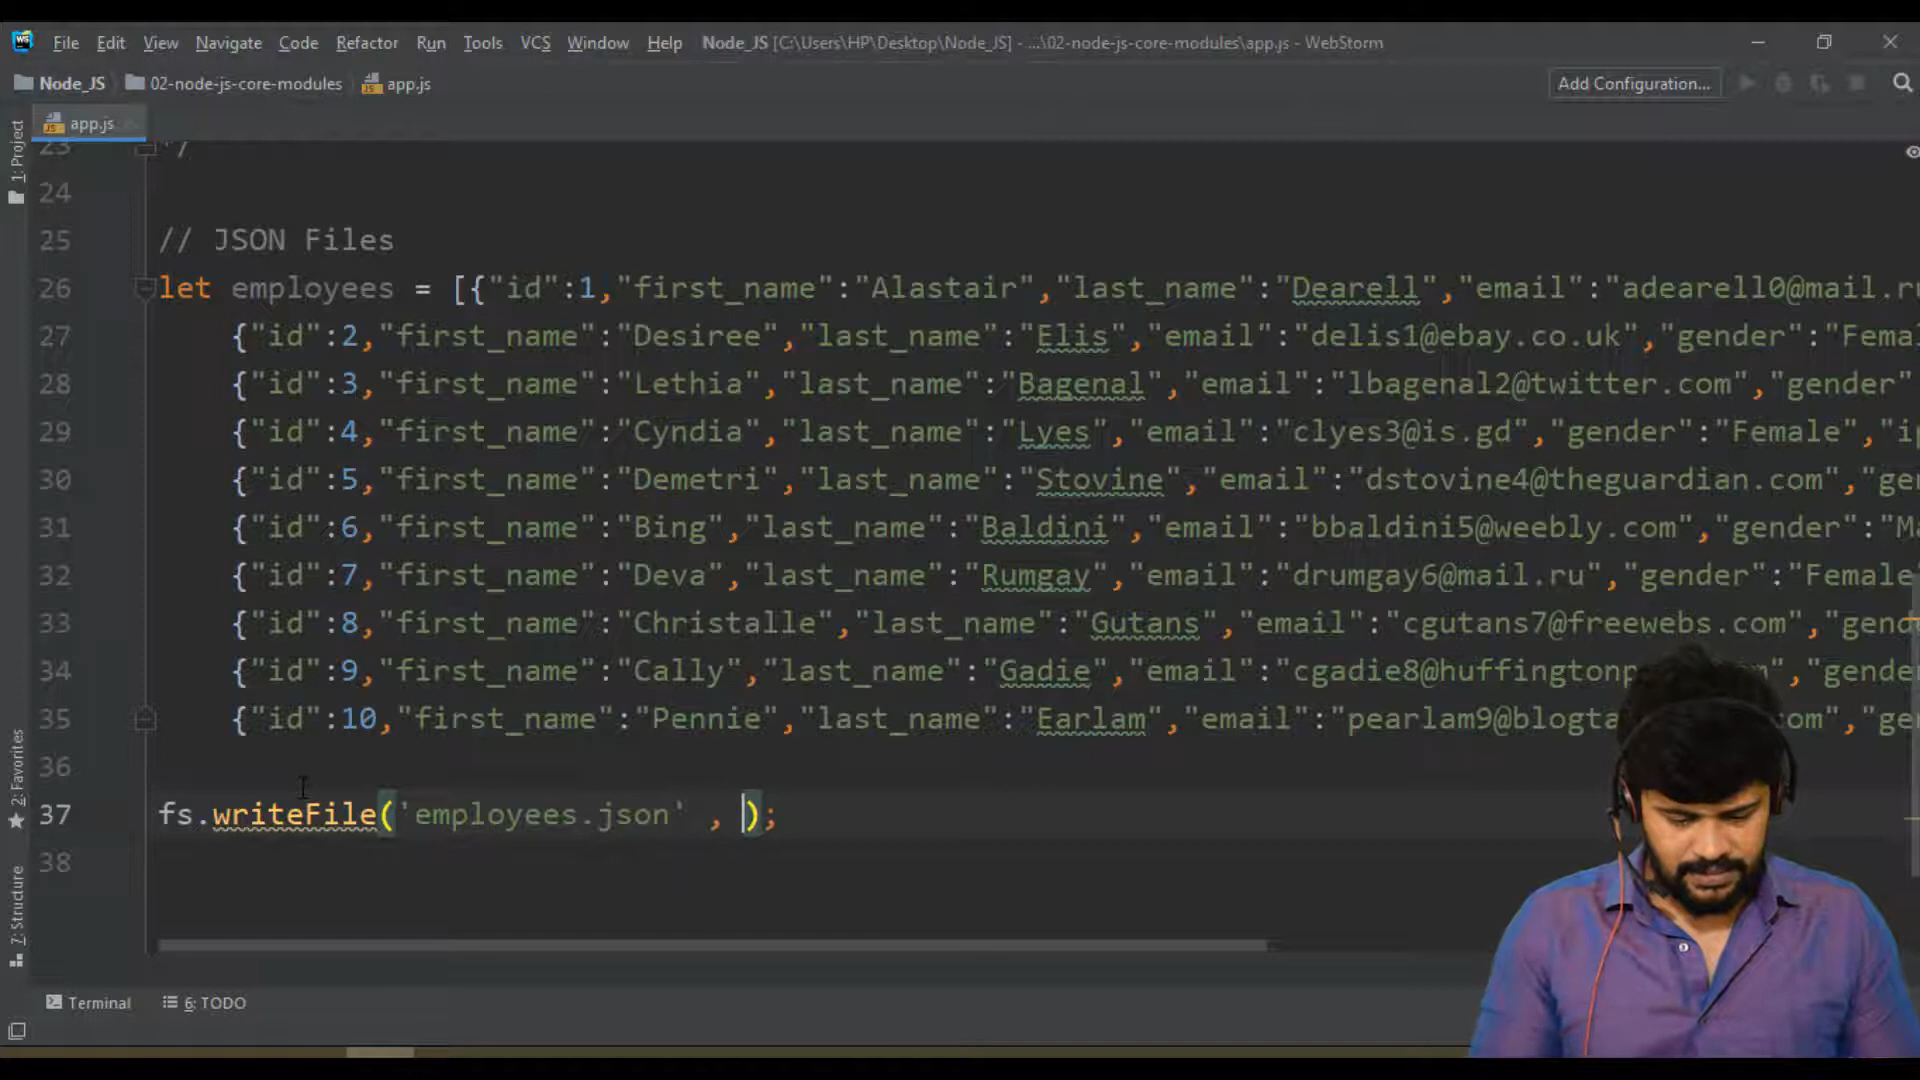 WS File Edit View Navigate Code Refactor Run Tools VCS Window Help Node_JS [C:\Users\HP\Desktop\Node_JS] - ...\02-node-js-core-modules\app.js - WebStorm
Node_JS 02-node-js-core-modules JS app.js Add Configuration...
JS app.js
1: Project
23 */
24
25 // JSON Files
26 let employees = [{"id":1,"first_name":"Alastair","last_name":"Dearell","email":"adearell0@mail.ru
27 {"id":2,"first_name":"Desiree","last_name":"Elis","email":"delis1@ebay.co.uk","gender":"Fema
28 {"id":3,"first_name":"Lethia","last_name":"Bagenal","email":"lbagenal2@twitter.com","gender"
29 {"id":4,"first_name":"Cyndia","last_name":"Lyes","email":"clyes3@is.gd","gender":"Female","ip
30 {"id":5,"first_name":"Demetri","last_name":"Stovine","email":"dstovine4@theguardian.com","ge
31 {"id":6,"first_name":"Bing","last_name":"Baldini","email":"bbaldini5@weebly.com","gender":"Ma
32 {"id":7,"first_name":"Deva","last_name":"Rumgay","email":"drumgay6@mail.ru","gender":"Female
33 {"id":8,"first_name":"Christalle","last_name":"Gutans","email":"cgutans7@freewebs.com","gend
34 {"id":9,"first_name":"Cally","last_name":"Gadie","email":"cgadie8@huffingtonp m","gender
35 {"id":10,"first_name":"Pennie","last_name":"Earlam","email":"pearlam9@blogta com","ge
36
37 fs.writeFile('employees.json' , );
38
2: Favorites
7: Structure
Terminal 6: TODO